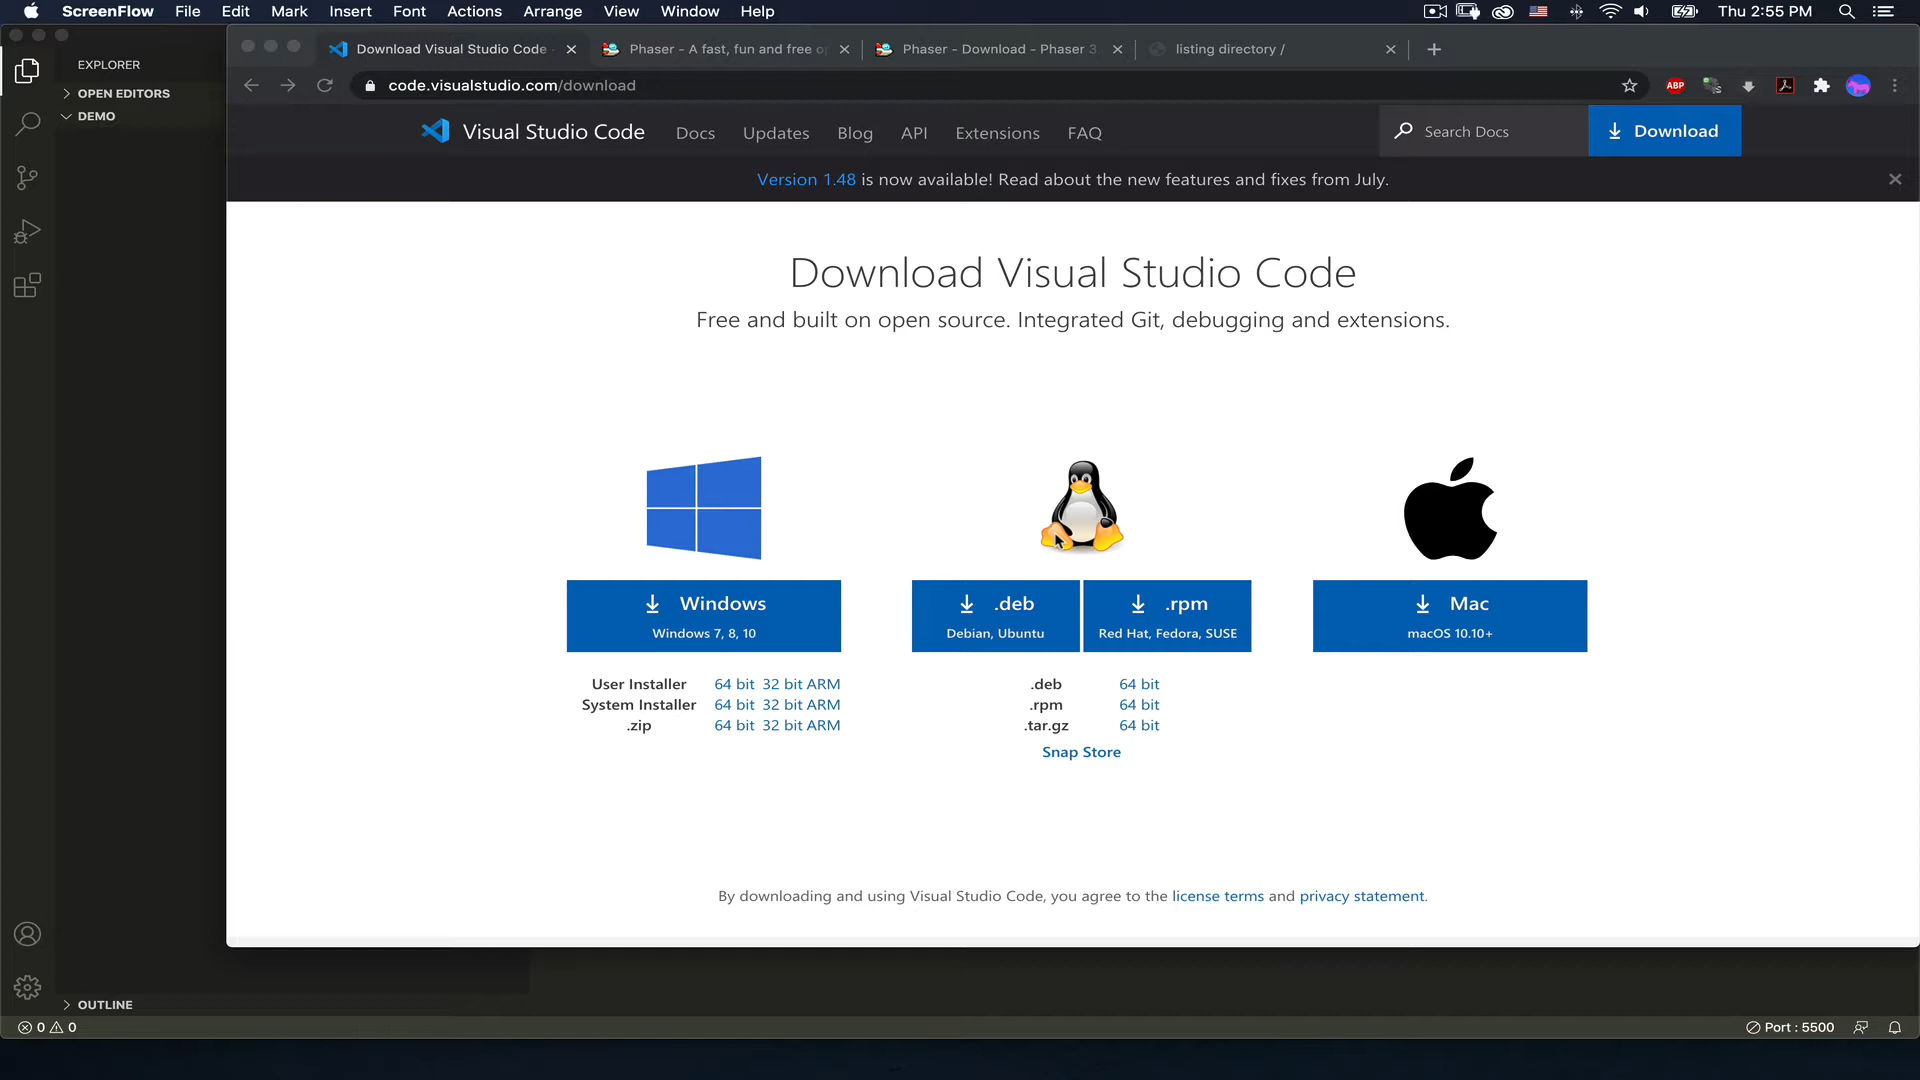 ScreenFlow File Edit Mark Insert Font Actions Arrange View Window Help Thu 2:55 PM
Download Visual Studio Code - Phaser - A fast, fun and free op Phaser - Download - Phaser 3. listing directory /
code.visualstudio.com/download ABP
EXPLORER
OPEN EDITORS
DEMO
Visual Studio Code Docs Updates Blog API Extensions FAQ Search Docs Download
Version 1.48 is now available! Read about the new features and fixes from July.
Download Visual Studio Code
Free and built on open source. Integrated Git, debugging and extensions.
Windows
Windows 7, 8, 10
.deb
Debian, Ubuntu
.rpm
Red Hat, Fedora, SUSE
Mac
macOS 10.10+
User Installer 64 bit 32 bit ARM
System Installer 64 bit 32 bit ARM
.zip 64 bit 32 bit ARM
.deb 64 bit
.rpm 64 bit
.tar.gz 64 bit
Snap Store
By downloading and using Visual Studio Code, you agree to the license terms and privacy statement.
OUTLINE
0 0 Port : 5500